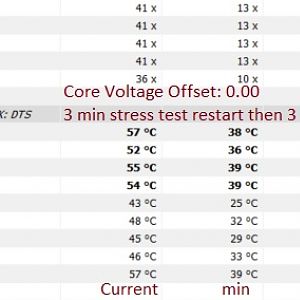 41 x 13 x
41 x 13 x
41 x 13 x
41 x 13 x
36 x 10 x
Core Voltage Offset: 0.00
X: DTS 3 min stress test restart then 3
57 °C 38 °C
52 °C 36 °C
55 °C 39 °C
54 °C 39 °C
43 °C 25 °C
48 °C 32 °C
45 °C 29 °C
46 °C 33 °C
57 °C 39 °C
Current min